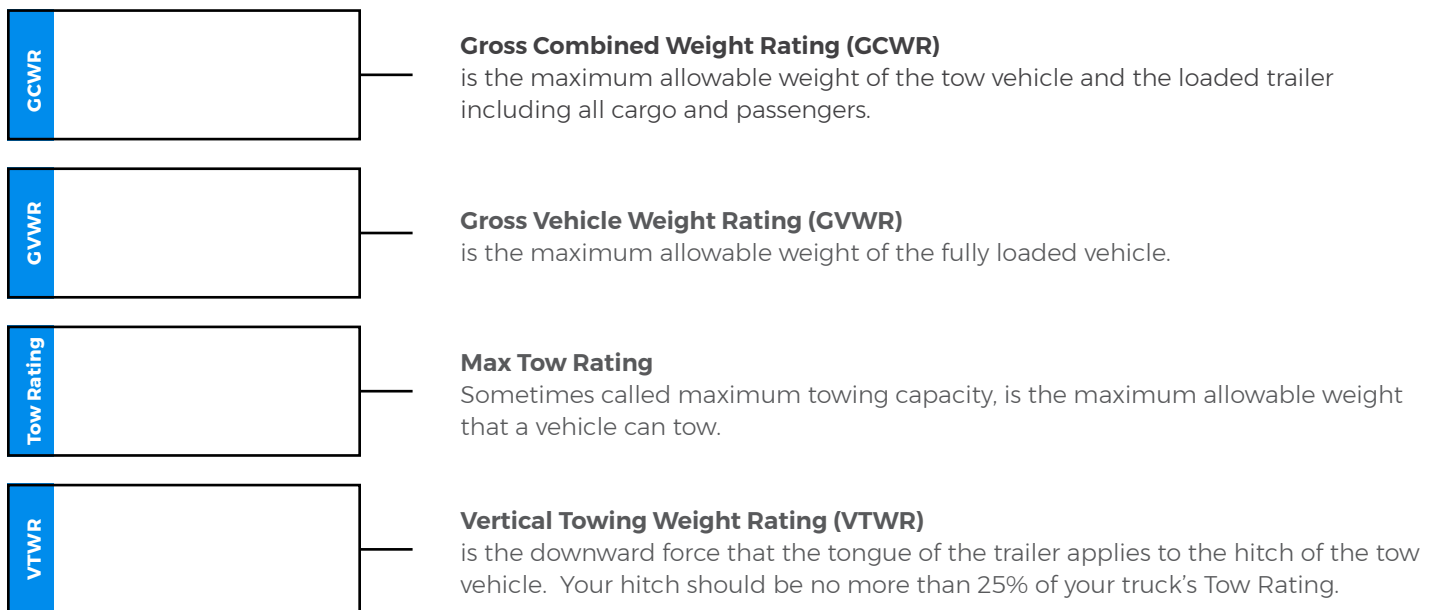 GCWR
Gross Combined Weight Rating (GCWR)
is the maximum allowable weight of the tow vehicle and the loaded trailer
including all cargo and passengers.
GVWR
Gross Vehicle Weight Rating (GVWR)
is the maximum allowable weight of the fully loaded vehicle.
Tow Rating
Max Tow Rating
Sometimes called maximum towing capacity, is the maximum allowable weight
that a vehicle can tow.
VTWR
Vertical Towing Weight Rating (VTWR)
is the downward force that the tongue of the trailer applies to the hitch of the tow
vehicle.  Your hitch should be no more than 25% of your truck's Tow Rating.